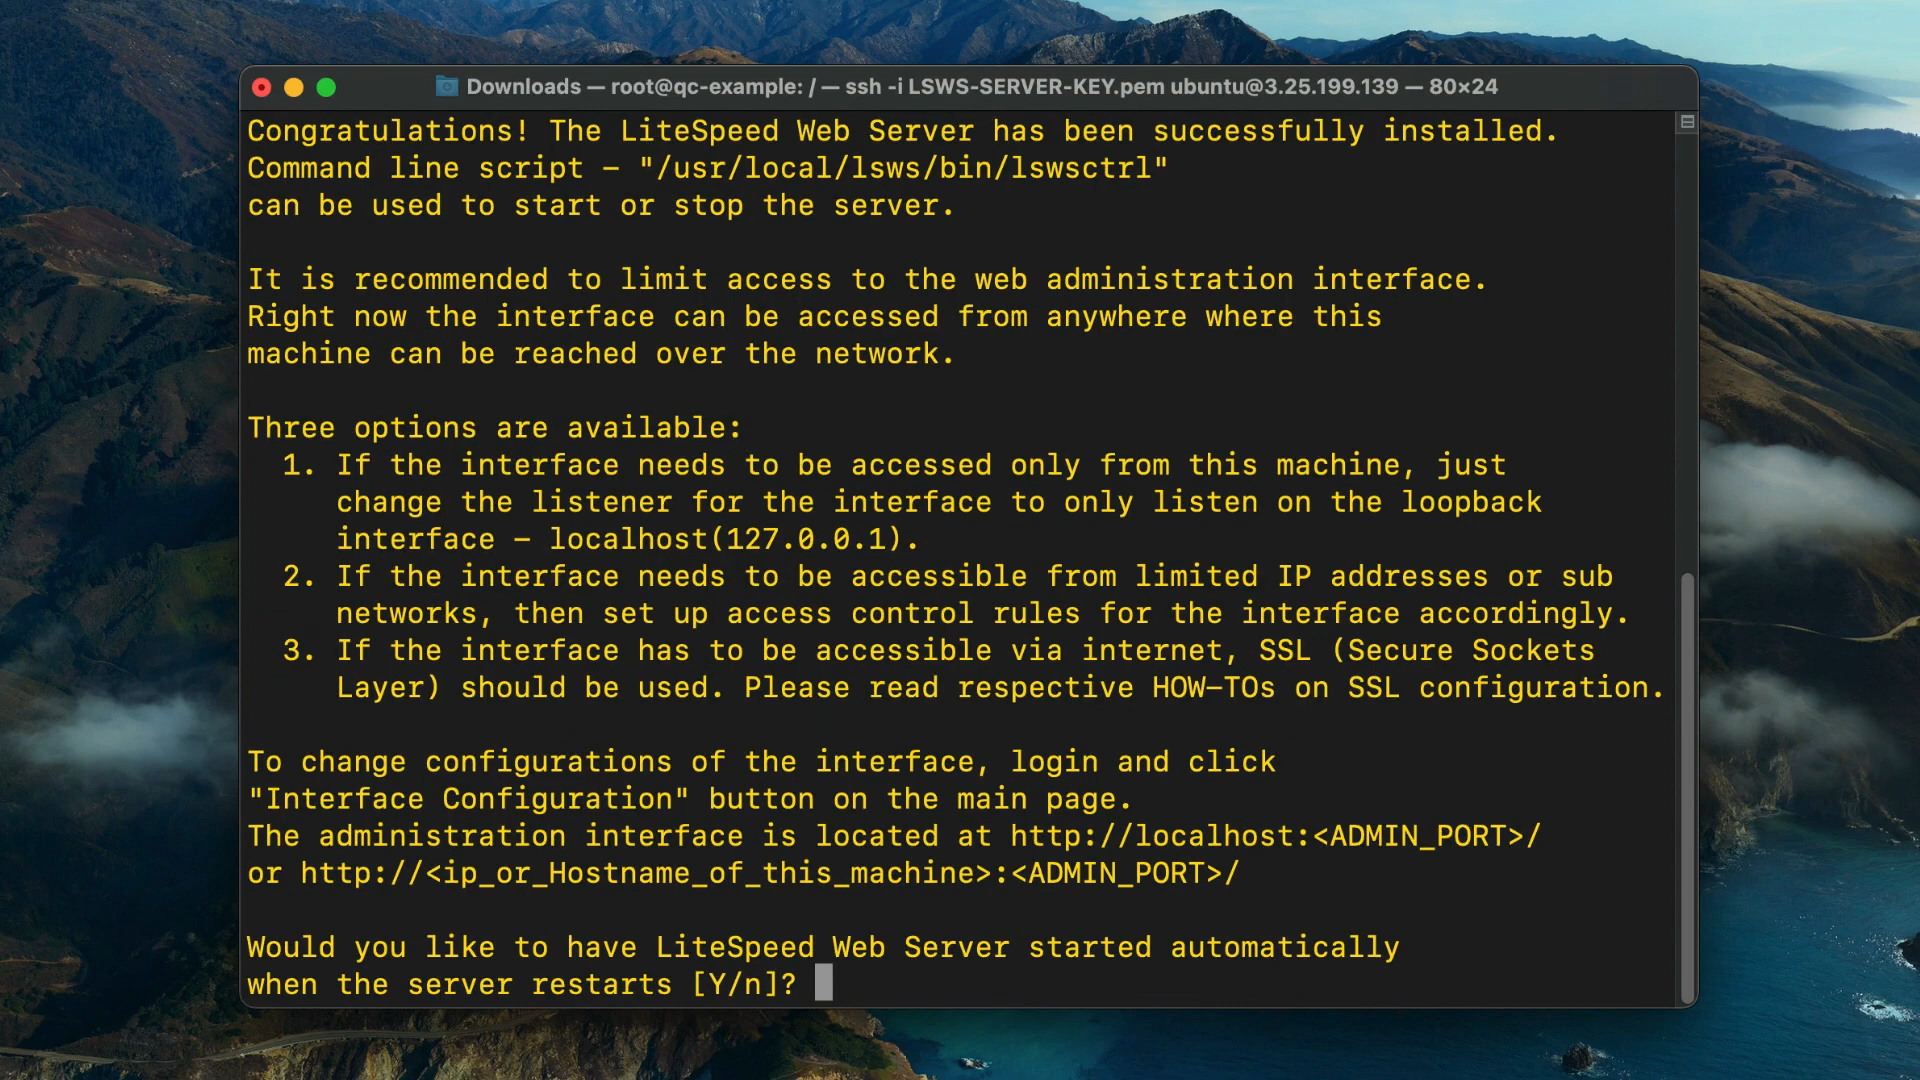 Downloads — root@qc-example: / — ssh -i LSWS-SERVER-KEY.pem ubuntu@3.25.199.139 — 80×24
Congratulations! The LiteSpeed Web Server has been successfully installed.
Command line script - "/usr/local/lsws/bin/lswsctrl"
can be used to start or stop the server.

It is recommended to limit access to the web administration interface.
Right now the interface can be accessed from anywhere where this
machine can be reached over the network.

Three options are available:
  1. If the interface needs to be accessed only from this machine, just
     change the listener for the interface to only listen on the loopback
     interface - localhost(127.0.0.1).
  2. If the interface needs to be accessible from limited IP addresses or sub
     networks, then set up access control rules for the interface accordingly.
  3. If the interface has to be accessible via internet, SSL (Secure Sockets
     Layer) should be used. Please read respective HOW-TOs on SSL configuration.

To change configurations of the interface, login and click
"Interface Configuration" button on the main page.
The administration interface is located at http://localhost:<ADMIN_PORT>/
or http://<ip_or_Hostname_of_this_machine>:<ADMIN_PORT>/

Would you like to have LiteSpeed Web Server started automatically
when the server restarts [Y/n]?